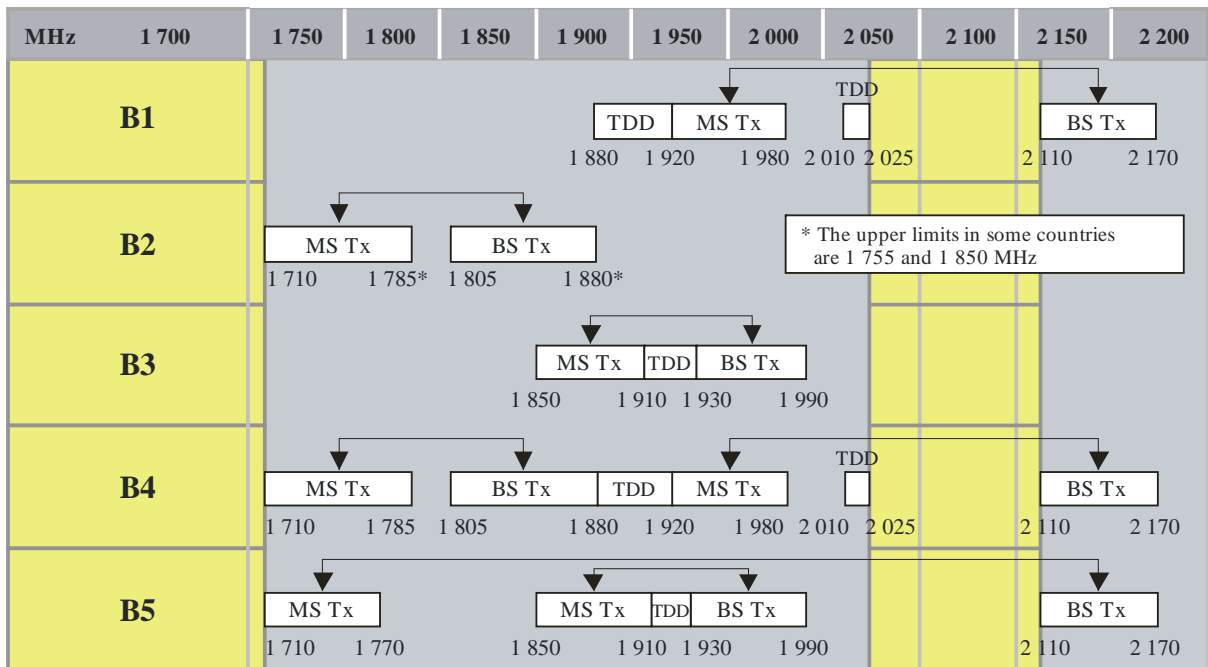 MHz 1 700 1 750 1 800 1 850 1 900 1 950 2 000 2 050 2 100 2 150 2 200
TDD
B1 TDD MS Tx BS Tx
1 880 1 920 1 980 2 010 2 025 2 110 2 170
B2 MS Tx BS Tx
1 710 1 785* 1 805 1 880*
* The upper limits in some countries
are 1 755 and 1 850 MHz
B3 MS Tx TDD BS Tx
1 850 1 910 1 930 1 990
TDD
B4 MS Tx BS Tx TDD MS Tx BS Tx
1 710 1 785 1 805 1 880 1 920 1 980 2 010 2 025 2 110 2 170
B5 MS Tx MS Tx TDD BS Tx BS Tx
1 710 1 770 1 850 1 910 1 930 1 990 2 110 2 170